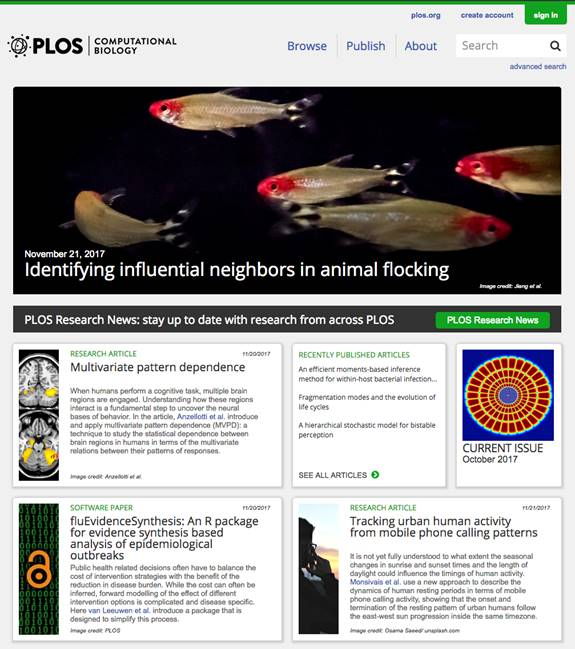 plos.org create account sign in
PLOS COMPUTATIONAL BIOLOGY
Browse Publish About Search
advanced search
November 21, 2017
Identifying influential neighbors in animal flocking
Image credit: Jiang et al.
PLOS Research News: stay up to date with research from across PLOS
PLOS Research News
RESEARCH ARTICLE 11/20/2017
Multivariate pattern dependence
When humans perform a cognitive task, multiple brain
regions are engaged. Understanding how these regions
interact is a fundamental step to uncover the neural
bases of behavior. In the article, Anzellotti et al. introduce
and apply multivariate pattern dependence (MVPD): a
technique to study the statistical dependence between
brain regions in humans in terms of the multivariate
relations between their patterns of responses.
Image credit: Anzellotti et al.
RECENTLY PUBLISHED ARTICLES
An efficient moments-based inference
method for within-host bacterial infection...
Fragmentation modes and the evolution of
life cycles
A hierarchical stochastic model for bistable
perception
SEE ALL ARTICLES
CURRENT ISSUE
October 2017
SOFTWARE PAPER 11/20/2017
fluEvidenceSynthesis: An R package
for evidence synthesis based
analysis of epidemiological
outbreaks
Public health related decisions often have to balance the
cost of intervention strategies with the benefit of the
reduction in disease burden. While the cost can often be
inferred, forward modelling of the effect of different
intervention options is complicated and disease specific.
Here van Leeuwen et al. introduce a package that is
designed to simplify this process.
Image credit: PLOS
RESEARCH ARTICLE 11/21/2017
Tracking urban human activity
from mobile phone calling patterns
It is not yet fully understood to what extent the seasonal
changes in sunrise and sunset times and the length of
daylight could influence the timings of human activity.
Monsivais et al. use a new approach to describe the
dynamics of human resting periods in terms of mobile
phone calling activity, showing that the onset and
termination of the resting pattern of urban humans follow
the east-west sun progression inside the same timezone.
Image credit: Osama Saeed/ unsplash.com